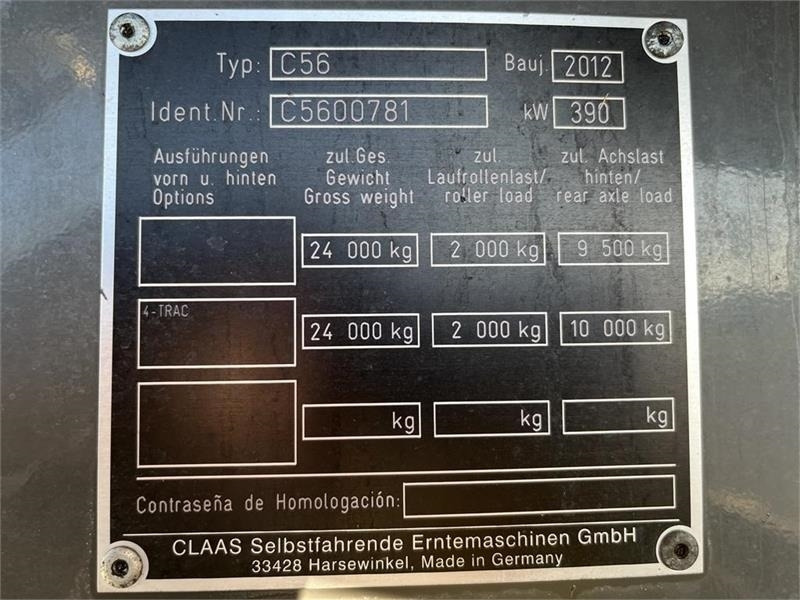 Typ: C56 Bauj. 2012
Ident.Nr.: C5600781 kW 390
Ausführungen zul.Ges. zul. zul. Achslast
vorn u. hinten Gewicht Laufrollenlast/ hinten/
Options Gross weight roller load rear axle load
24 000 kg 2 000 kg 9 500 kg
4-TRAC
24 000 kg 2 000 kg 10 000 kg
kg kg kg
Contraseña de Homologación:
CLAAS Selbstfahrende Erntemaschinen GmbH
33428 Harsewinkel, Made in Germany